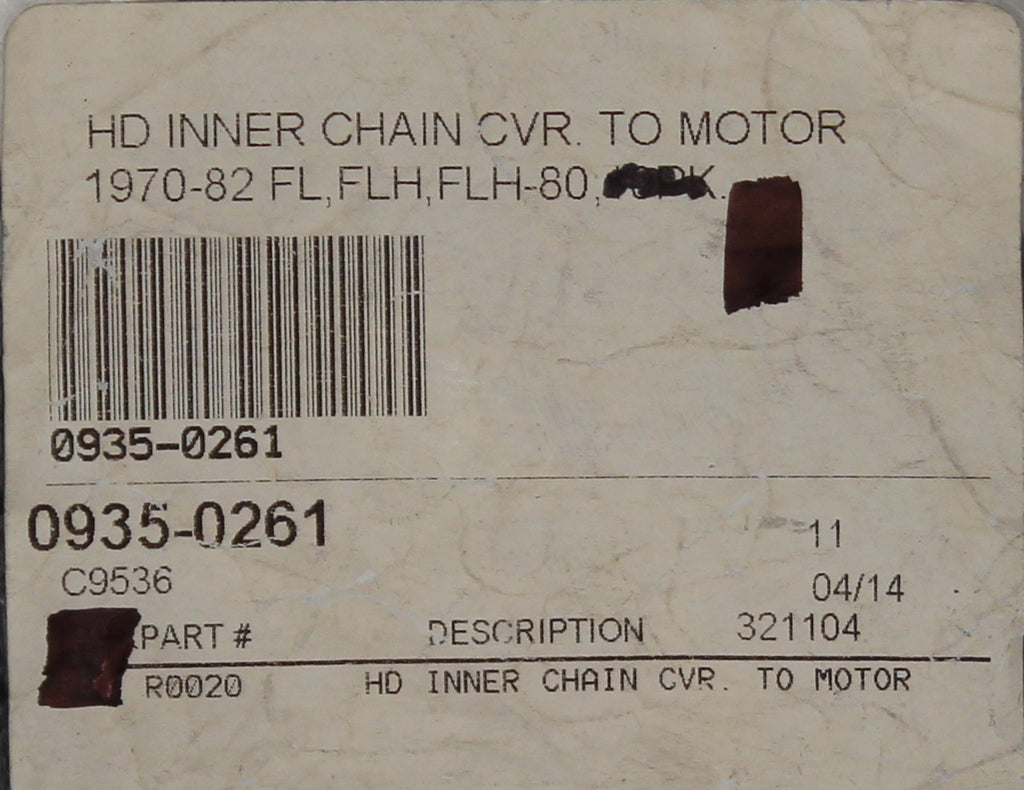 HD INNER CHAIN CVR. TO MOTOR
1970-82 FL,FLH,FLH-80,
0935-0261
0935-0261
11
C9536
04/14
PART # DESCRIPTION 321104
R0020 HD INNER CHAIN CVR. TO MOTOR